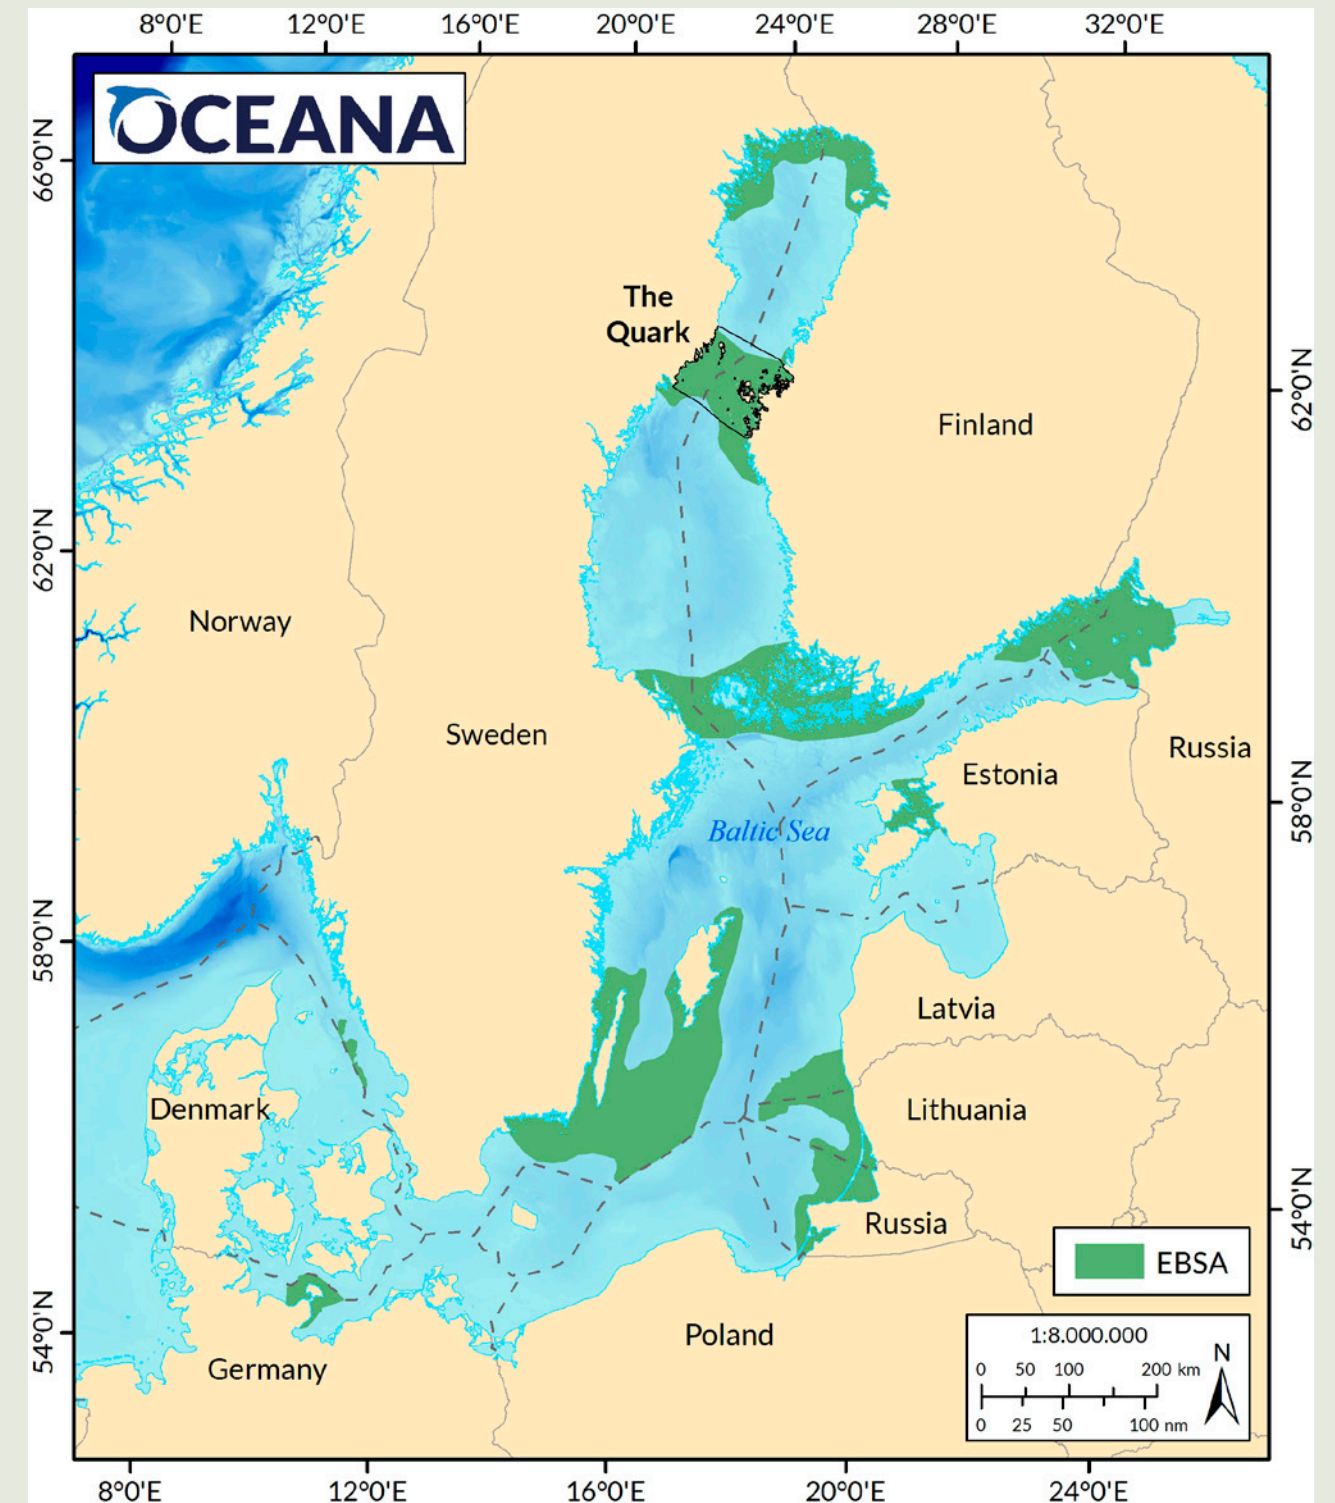 8°0'E 12°0'E 16°0'E 20°0'E 24°0'E 28°0'E 32°0'E
OCEANA
66°0'N
The
Quark
62°0'N
Finland
62°0'N
Norway
Sweden
Russia
Estonia
58°0'N
Baltic Sea
58°0'N
Latvia
Denmark
Lithuania
54°0'N
Russia
EBSA
54°0'N
Poland
Germany
1:8.000.000
N
0 50 100 200 km
0 25 50 100 nm
8°0'E 12°0'E 16°0'E 20°0'E 24°0'E